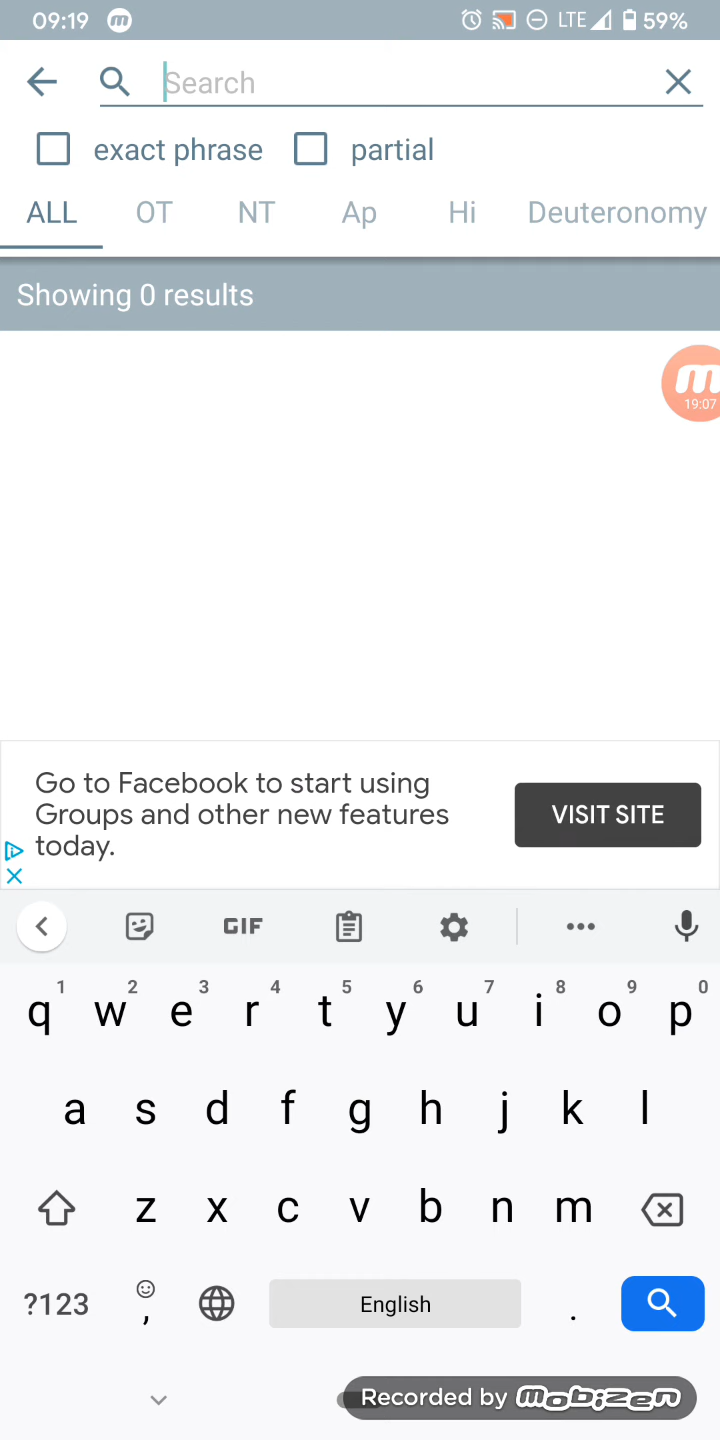 09:19 m LTE 59%
Search
exact phrase partial
ALL OT NT Ap Hi Deuteronomy
Showing 0 results
m
19:07
Go to Facebook to start using
Groups and other new features
today.
VISIT SITE
GIF
1 2 3 4 5 6 7 8 9 0
q w e r t y u i o p
a s d f g h j k l
z x c v b n m
?123 , English .
Recorded by mobizen